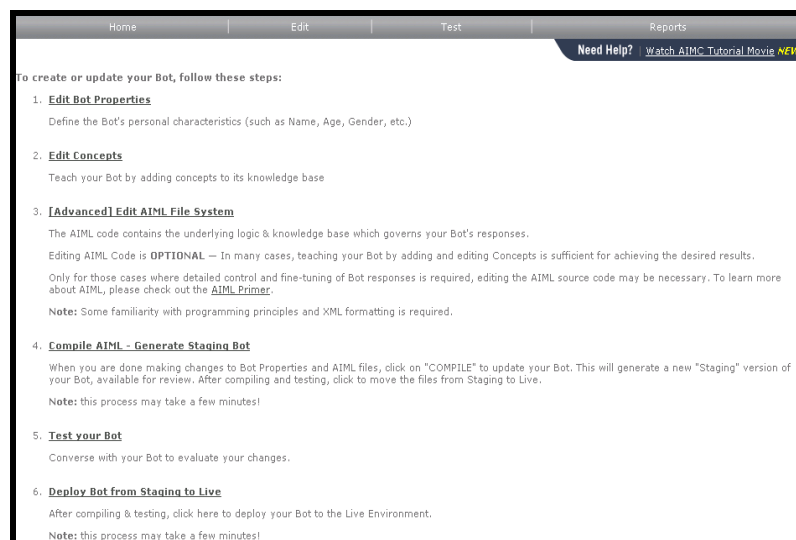 Home Edit Test Reports
Need Help? | Watch AIMC Tutorial Movie NEW
To create or update your Bot, follow these steps:
1. Edit Bot Properties
Define the Bot's personal characteristics (such as Name, Age, Gender, etc.)
2. Edit Concepts
Teach your Bot by adding concepts to its knowledge base
3. [Advanced] Edit AIML File System
The AIML code contains the underlying logic & knowledge base which governs your Bot's responses.
Editing AIML Code is OPTIONAL — In many cases, teaching your Bot by adding and editing Concepts is sufficient for achieving the desired results.
Only for those cases where detailed control and fine-tuning of Bot responses is required, editing the AIML source code may be necessary. To learn more
about AIML, please check out the AIML Primer.
Note: Some familiarity with programming principles and XML formatting is required.
4. Compile AIML - Generate Staging Bot
When you are done making changes to Bot Properties and AIML files, click on "COMPILE" to update your Bot. This will generate a new "Staging" version of
your Bot, available for review. After compiling and testing, click to move the files from Staging to Live.
Note: this process may take a few minutes!
5. Test your Bot
Converse with your Bot to evaluate your changes.
6. Deploy Bot from Staging to Live
After compiling & testing, click here to deploy your Bot to the Live Environment.
Note: this process may take a few minutes!